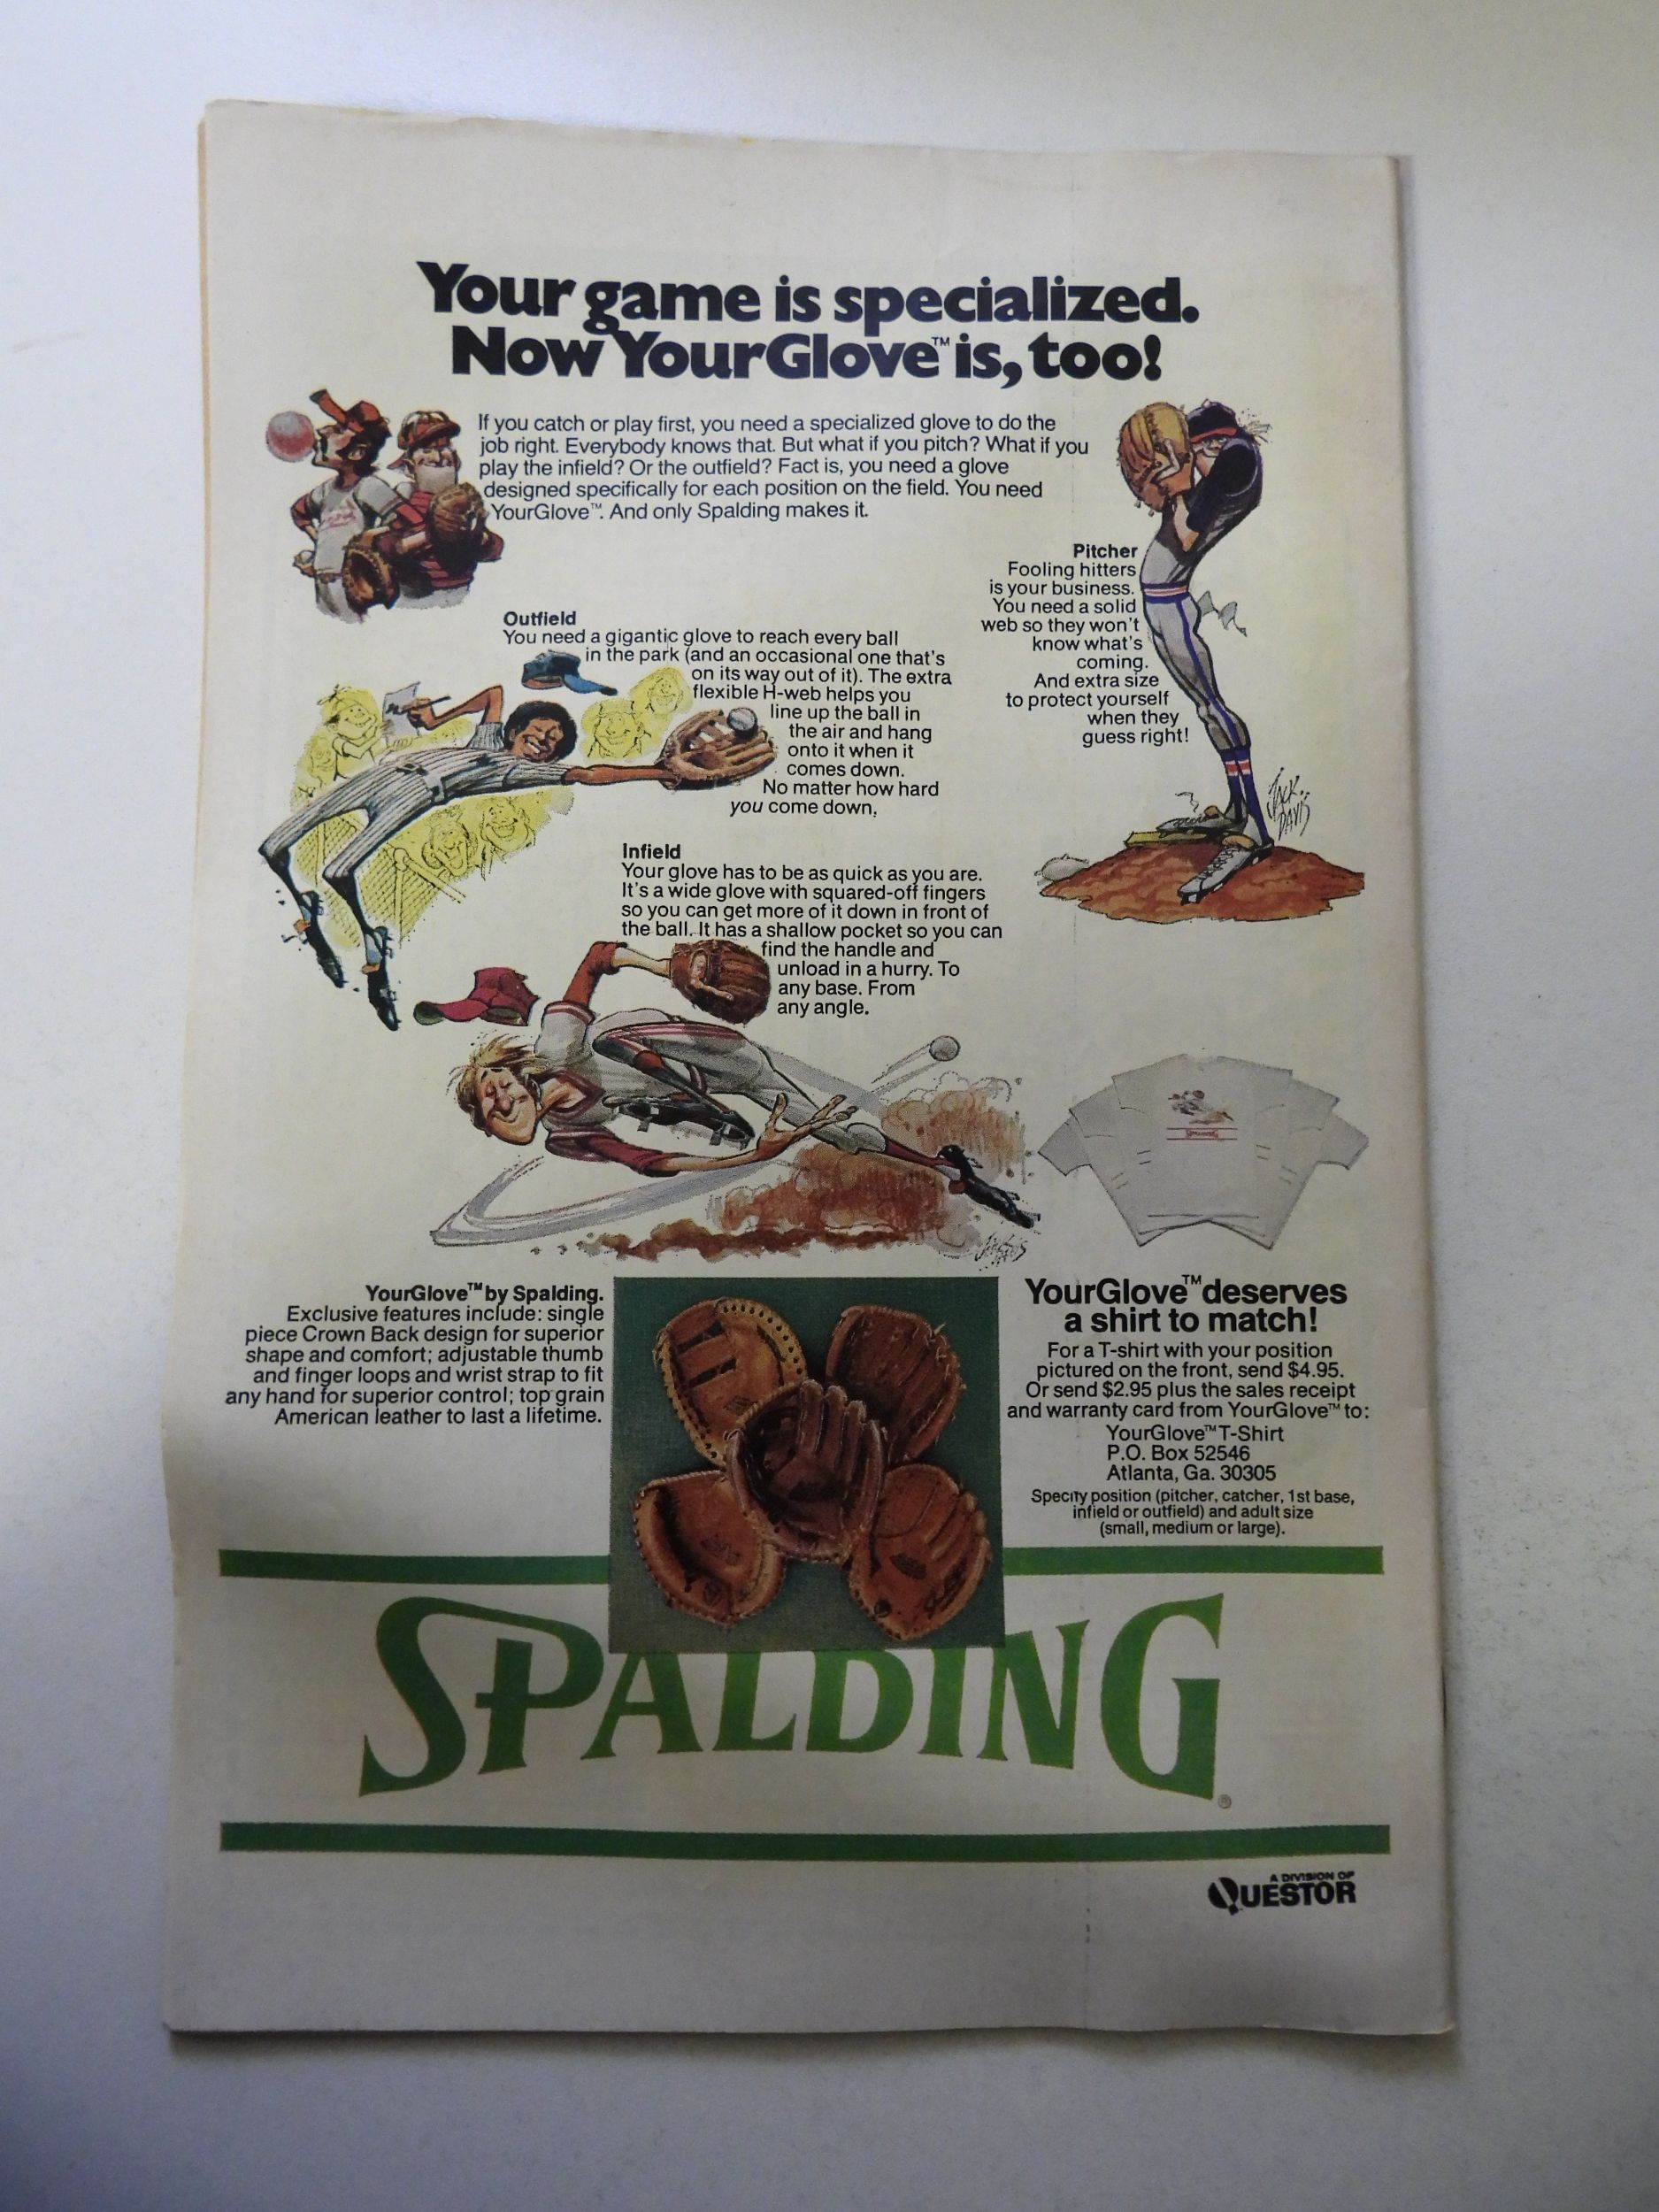 Your game is specialized.
Now YourGlove™ is, too!
If you catch or play first, you need a specialized glove to do the
job right. Everybody knows that. But what if you pitch? What if you
play the infield? Or the outfield? Fact is, you need a glove
designed specifically for each position on the field. You need
YourGlove™. And only Spalding makes it.
Pitcher
Fooling hitters
is your business.
You need a solid
web so they won't
know what's
coming.
And extra size
to protect yourself
when they
guess right!
JACK
DAVIS
Outfield
You need a gigantic glove to reach every ball
in the park (and an occasional one that's
on its way out of it). The extra
flexible H-web helps you
line up the ball in
the air and hang
onto it when it
comes down.
No matter how hard
you come down.
Infield
Your glove has to be as quick as you are.
It's a wide glove with squared-off fingers
so you can get more of it down in front of
the ball. It has a shallow pocket so you can
find the handle and
unload in a hurry. To
any base. From
any angle.
SPALDING
YourGlove™ by Spalding.
Exclusive features include: single
piece Crown Back design for superior
shape and comfort; adjustable thumb
and finger loops and wrist strap to fit
any hand for superior control; top grain
American leather to last a lifetime.
YourGlove™ deserves
a shirt to match!
For a T-shirt with your position
pictured on the front, send $4.95.
Or send $2.95 plus the sales receipt
and warranty card from YourGlove™ to:
YourGlove™ T-Shirt
P.O. Box 52546
Atlanta, Ga. 30305
Specify position (pitcher, catcher, 1st base,
infield or outfield) and adult size
(small, medium or large).
SPALDING®
A DIVISION OF
QUESTOR